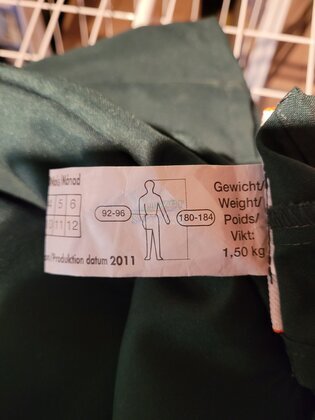 Månad
4 5 6
10 11 12
Produktion datum 2011
92-96
180-184
Gewicht/
Weight/
Poids/
Vikt:
1,50 kg